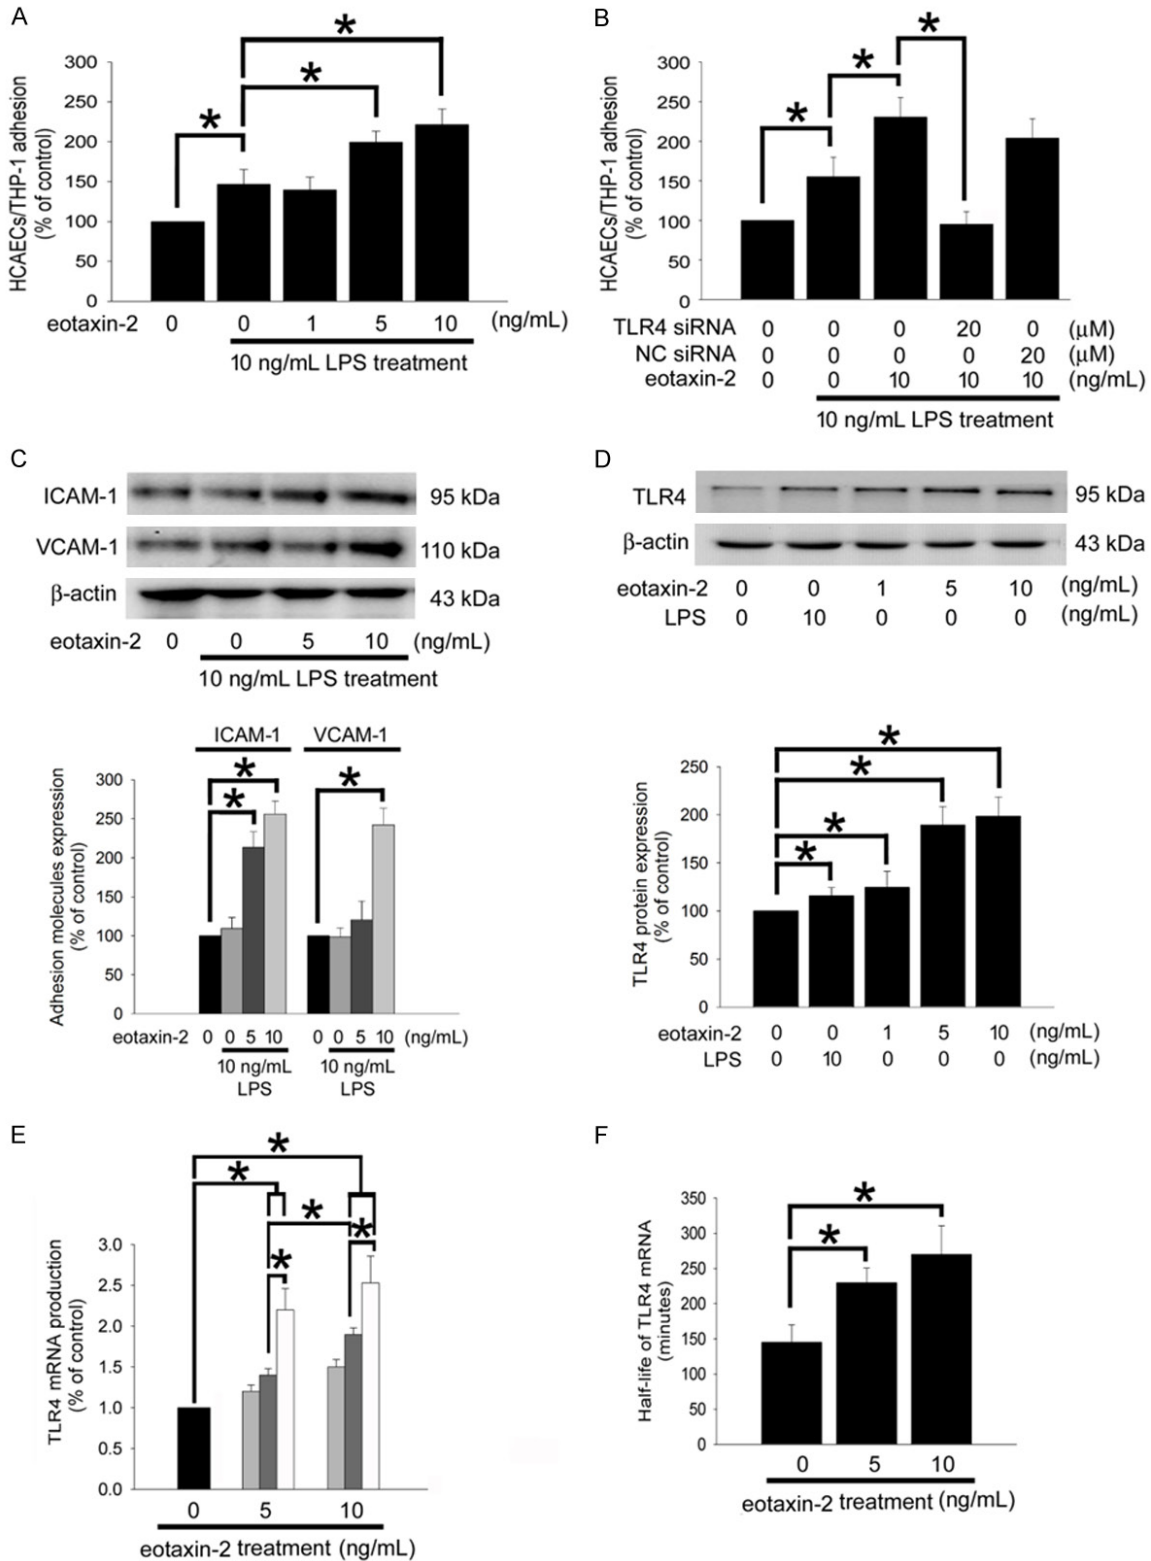 A
HCAECs/THP-1 adhesion
(% of control)
300
250
200
150
100
50
0
* * *
eotaxin-2 0 0 1 5 10 (ng/mL)
10 ng/mL LPS treatment
B
HCAECs/THP-1 adhesion
(% of control)
300
250
200
150
100
50
0
* * *
TLR4 siRNA 0 0 0 20 0 (μM)
NC siRNA 0 0 0 0 20 (μM)
eotaxin-2 0 0 10 10 10 (ng/mL)
10 ng/mL LPS treatment
C
ICAM-1 95 kDa
VCAM-1 110 kDa
β-actin 43 kDa
eotaxin-2 0 0 5 10 (ng/mL)
10 ng/mL LPS treatment
ICAM-1 VCAM-1
Adhesion molecules expression
(% of control)
300
250
200
150
100
50
0
* * *
eotaxin-2 0 0 5 10 0 0 5 10 (ng/mL)
10 ng/mL 10 ng/mL
LPS LPS
D
TLR4 95 kDa
β-actin 43 kDa
eotaxin-2 0 0 1 5 10 (ng/mL)
LPS 0 10 0 0 0 (ng/mL)
TLR4 protein expression
(% of control)
250
200
150
100
50
0
* * * *
eotaxin-2 0 0 1 5 10 (ng/mL)
LPS 0 10 0 0 0 (ng/mL)
E
TLR4 mRNA production
(% of control)
3.0
2.5
2.0
1.5
1.0
0.5
0.0
* * * * *
0 5 10
eotaxin-2 treatment (ng/mL)
F
Half-life of TLR4 mRNA
(minutes)
350
300
250
200
150
100
50
0
* *
0 5 10
eotaxin-2 treatment (ng/mL)